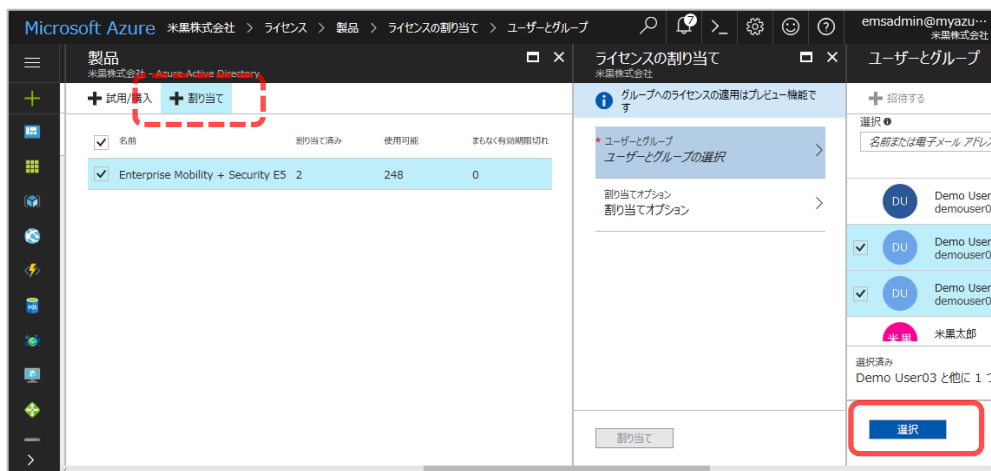 Microsoft Azure 米黒株式会社 > ライセンス > 製品 > ライセンスの割り当て > ユーザーとグループ
7
emsadmin@myazu…
米黒株式会社
製品
米黒株式会社 - Azure Active Directory
試用/購入 割り当て
名前 割り当て済み 使用可能 まもなく有効期限切れ
Enterprise Mobility + Security E5 2 248 0
ライセンスの割り当て
米黒株式会社
グループへのライセンスの適用はプレビュー機能で
す
* ユーザーとグループ
ユーザーとグループの選択
割り当てオプション
割り当てオプション
割り当て
ユーザーとグループ
招待する
選択
名前または電子メール アドレス
DU Demo User
demouser0
DU Demo User
demouser0
DU Demo User
demouser0
米黒 米黒太郎
選択済み
Demo User03 と他に 1 つ
選択
SQL